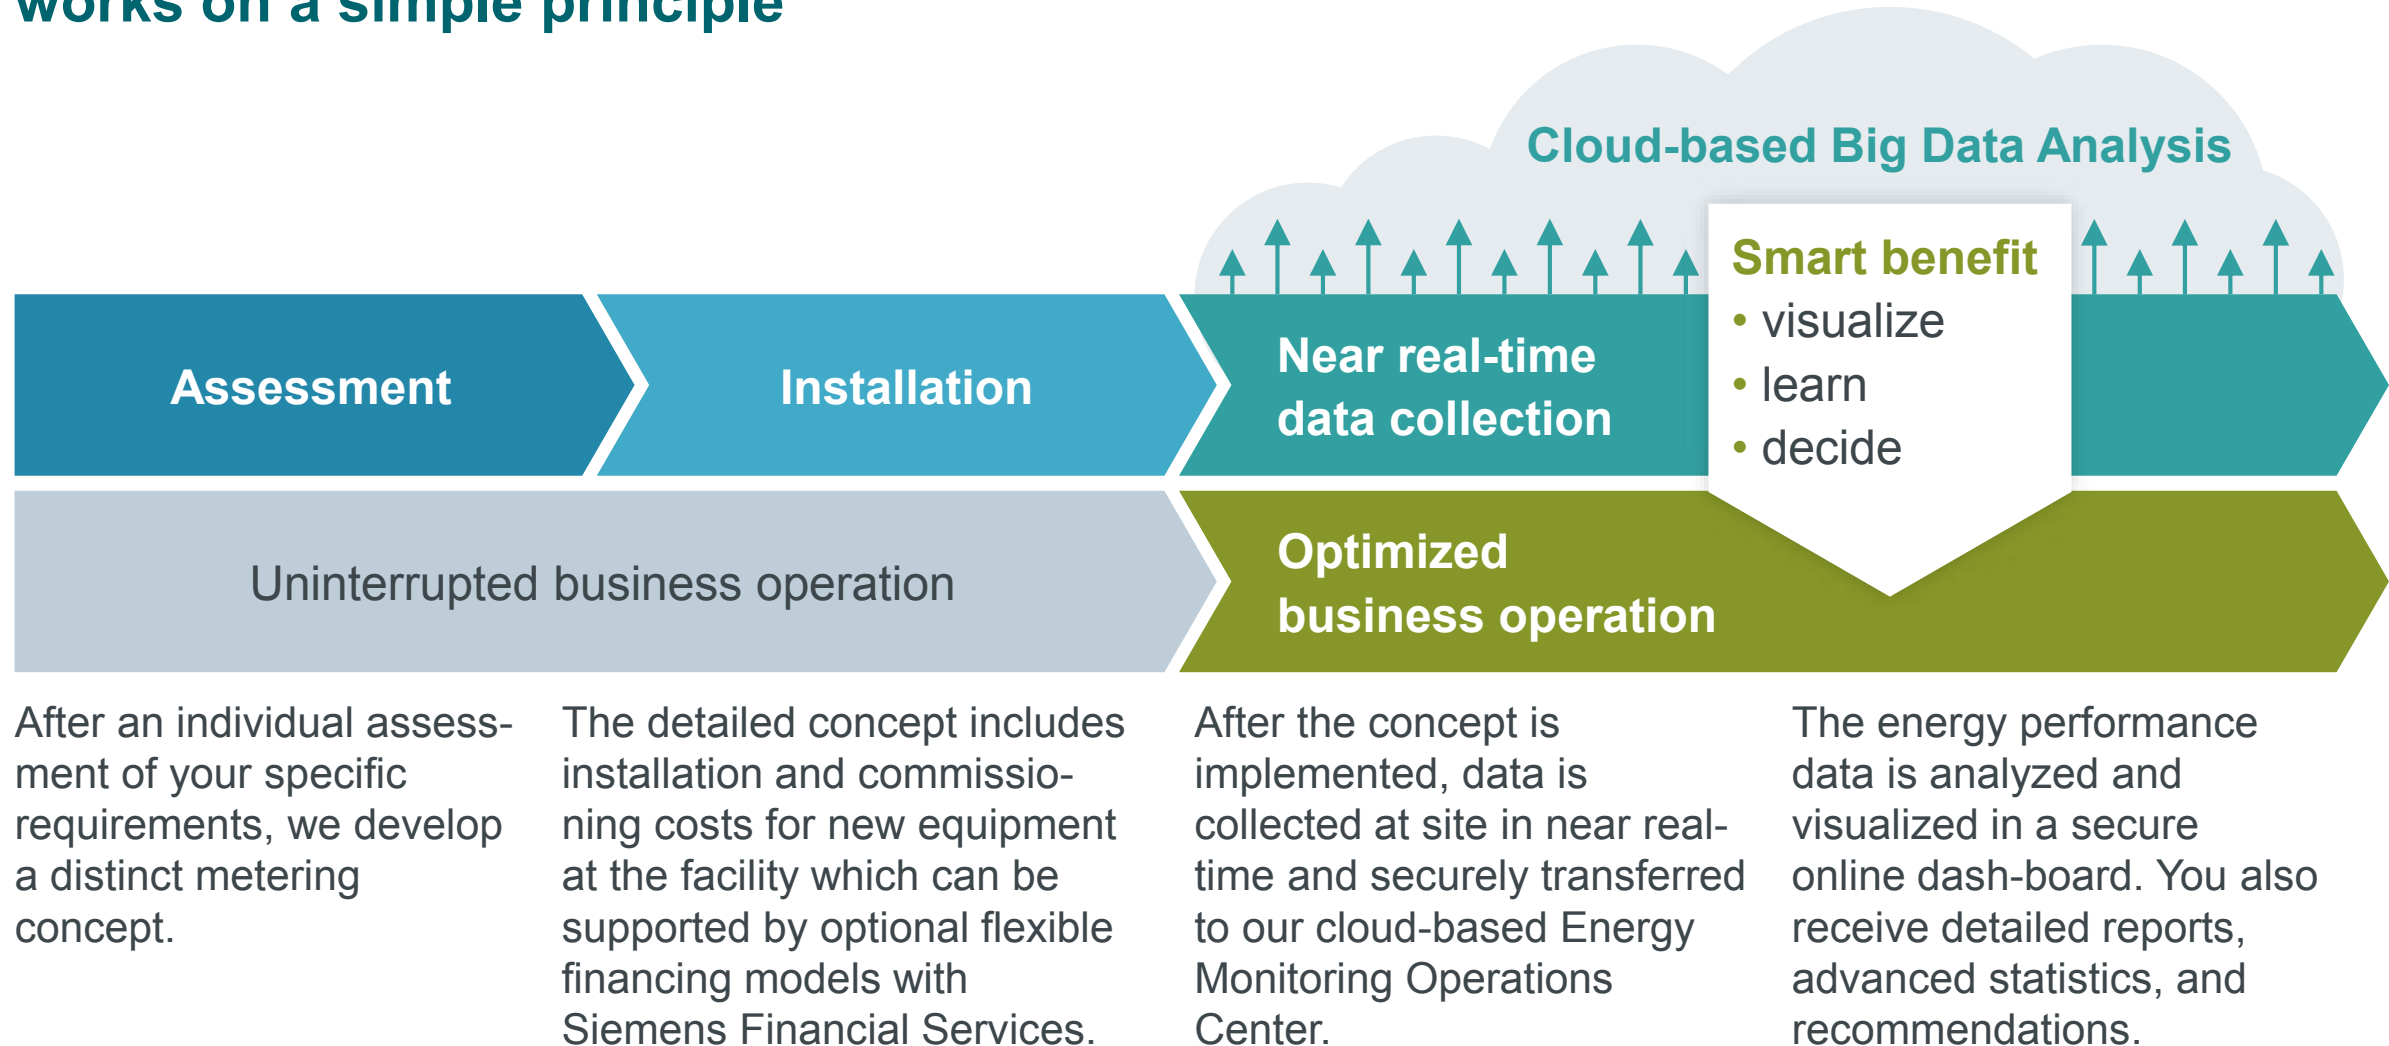 works on a simple principle
Cloud-based Big Data Analysis
Smart benefit
• visualize
• learn
• decide
Assessment
Installation
Near real-time
data collection
Uninterrupted business operation
Optimized
business operation
After an individual assess-
ment of your specific
requirements, we develop
a distinct metering
concept.
The detailed concept includes
installation and commissio-
ning costs for new equipment
at the facility which can be
supported by optional flexible
financing models with
Siemens Financial Services.
After the concept is
implemented, data is
collected at site in near real-
time and securely transferred
to our cloud-based Energy
Monitoring Operations
Center.
The energy performance
data is analyzed and
visualized in a secure
online dash-board. You also
receive detailed reports,
advanced statistics, and
recommendations.